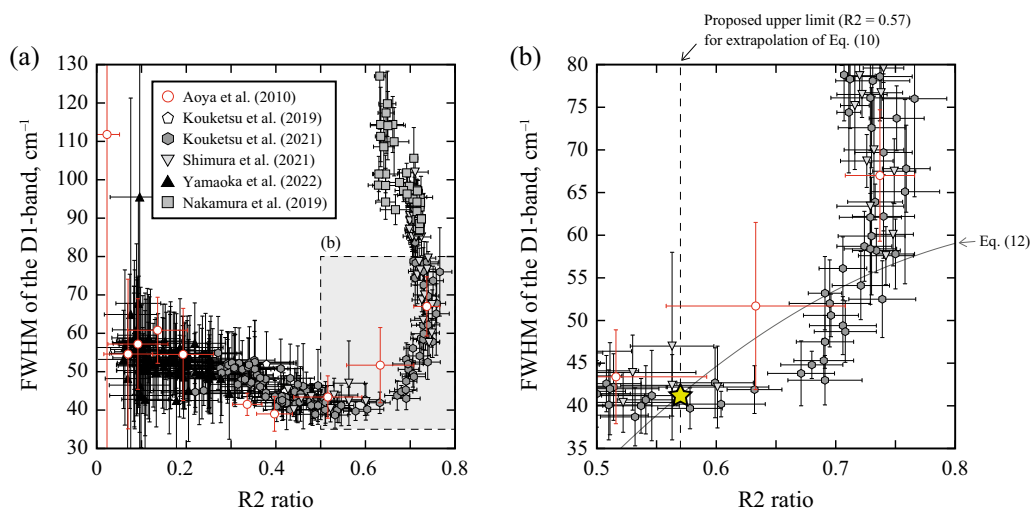 Proposed upper limit (R2 = 0.57)
for extrapolation of Eq. (10)
(a)
FWHM of the D1-band, cm⁻¹
130
120
110
100
90
80
70
60
50
40
30
Aoya et al. (2010)
Kouketsu et al. (2019)
Kouketsu et al. (2021)
Shimura et al. (2021)
Yamaoka et al. (2022)
Nakamura et al. (2019)
(b)
0 0.2 0.4 0.6 0.8
R2 ratio
(b)
FWHM of the D1-band, cm⁻¹
80
75
70
65
60
55
50
45
40
35
Eq. (12)
0.5 0.6 0.7 0.8
R2 ratio